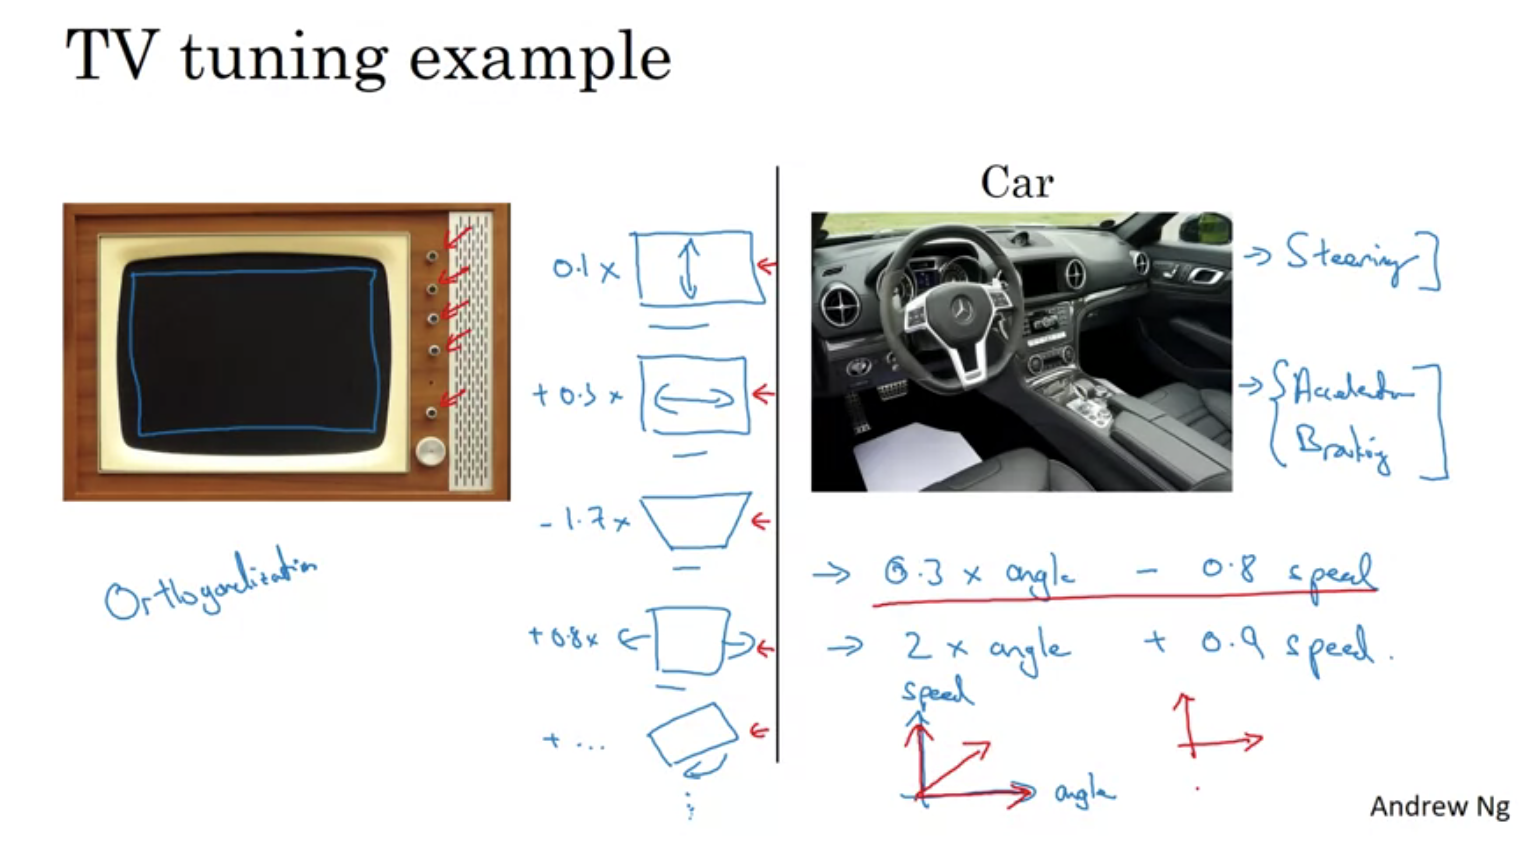 TV tuning example
Orthogonalization
0.1 x
+ 0.3 x
- 1.7 x
+ 0.8x
+ ...
Car
→ Steering
→ Acceleration
Braking
→ 0.3 x angle - 0.8 speed
→ 2 x angle + 0.9 speed.
speed
angle
Andrew Ng